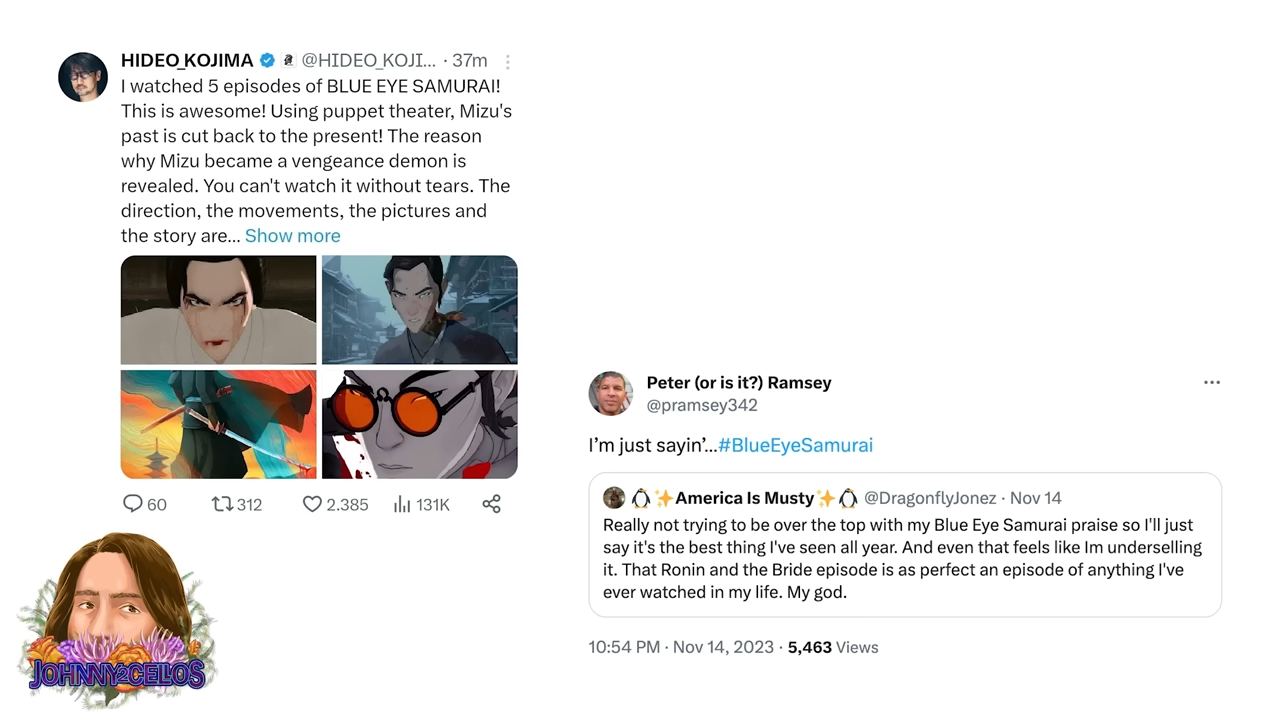 HIDEO_KOJIMA @HIDEO_KOJI... · 37m
I watched 5 episodes of BLUE EYE SAMURAI!
This is awesome! Using puppet theater, Mizu's
past is cut back to the present! The reason
why Mizu became a vengeance demon is
revealed. You can't watch it without tears. The
direction, the movements, the pictures and
the story are... Show more
60 312 2.385 131K
Peter (or is it?) Ramsey
@pramsey342
I'm just sayin'...#BlueEyeSamurai
🐧✨America Is Musty✨🐧 @DragonflyJonez · Nov 14
Really not trying to be over the top with my Blue Eye Samurai praise so I'll just
say it's the best thing I've seen all year. And even that feels like Im underselling
it. That Ronin and the Bride episode is as perfect an episode of anything I've
ever watched in my life. My god.
10:54 PM · Nov 14, 2023 · 5,463 Views
JOHNNY2CELLOS